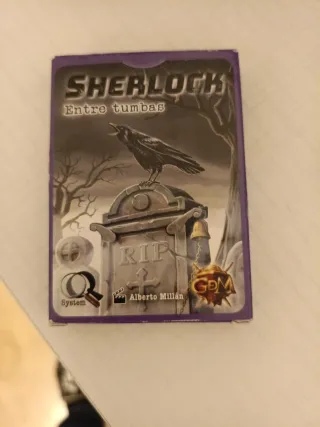 SHERLOCK
Entre tumbas
RIP
Q
System
Alberto Millán
GDM